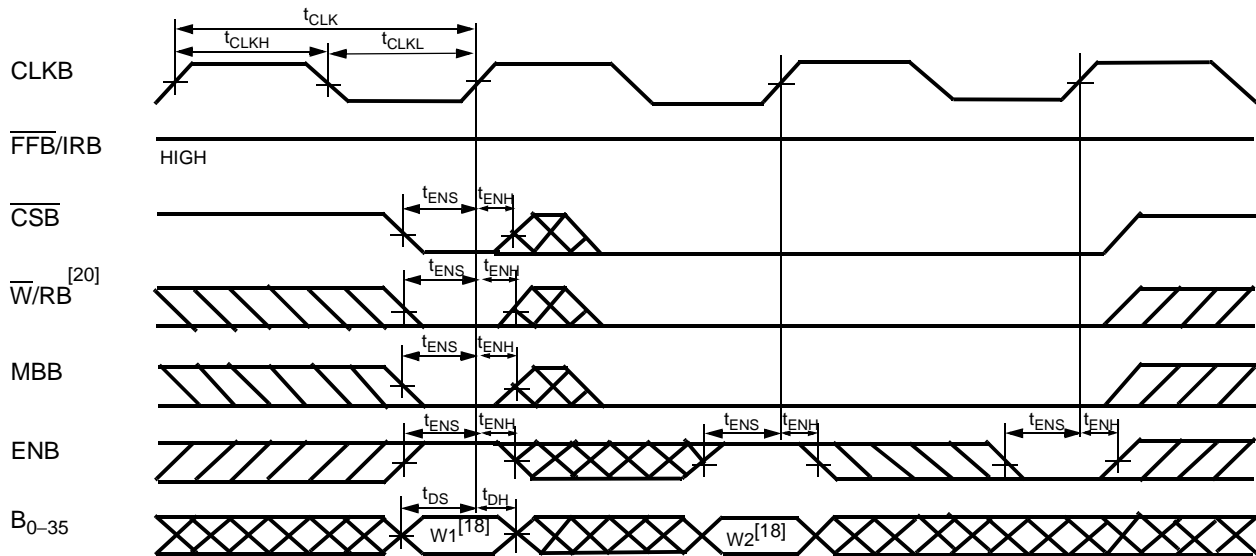 tCLK
tCLKH tCLKL
CLKB
FFB/IRB
HIGH
tENS tENH
CSB
tENS tENH
W/RB[20]
tENS tENH
MBB
tENS tENH tENS tENH tENS tENH
ENB
tDS tDH
B0–35 W1[18] W2[18]